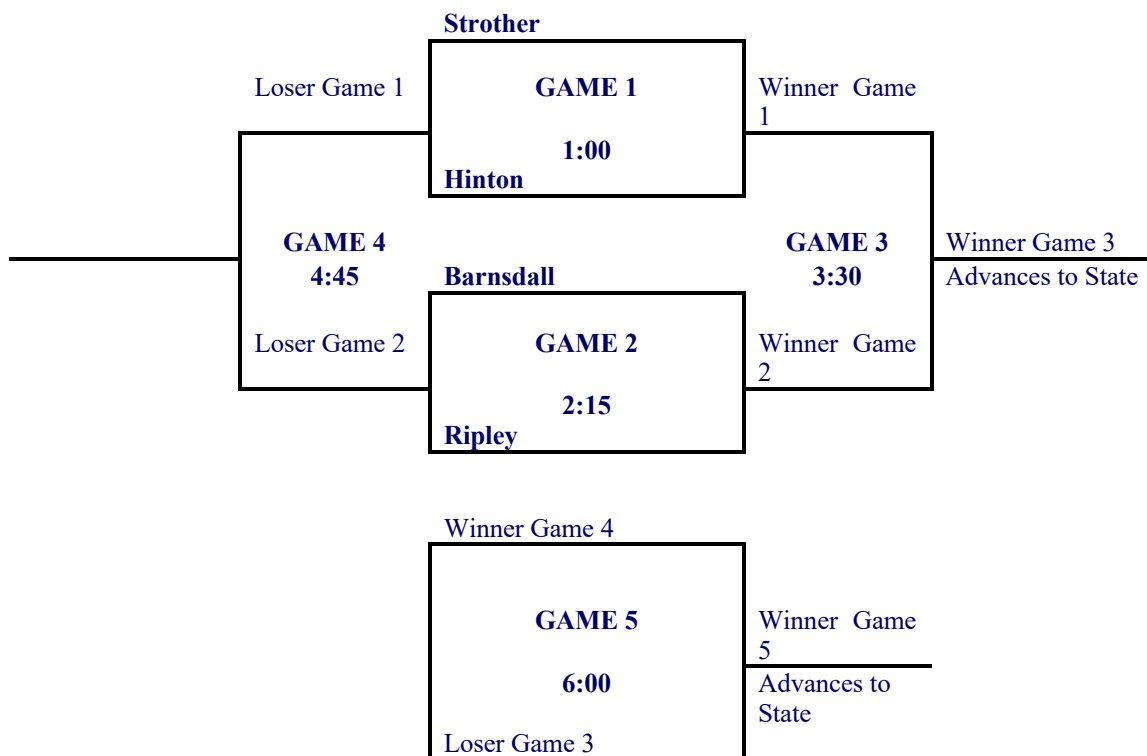 Strother
Loser Game 1
GAME 1
Winner Game
1
1:00
Hinton
GAME 4
GAME 3
Winner Game 3
4:45
Barnsdall
3:30
Advances to State
Loser Game 2
GAME 2
Winner Game
2
2:15
Ripley
Winner Game 4
GAME 5
Winner Game
5
6:00
Advances to
State
Loser Game 3